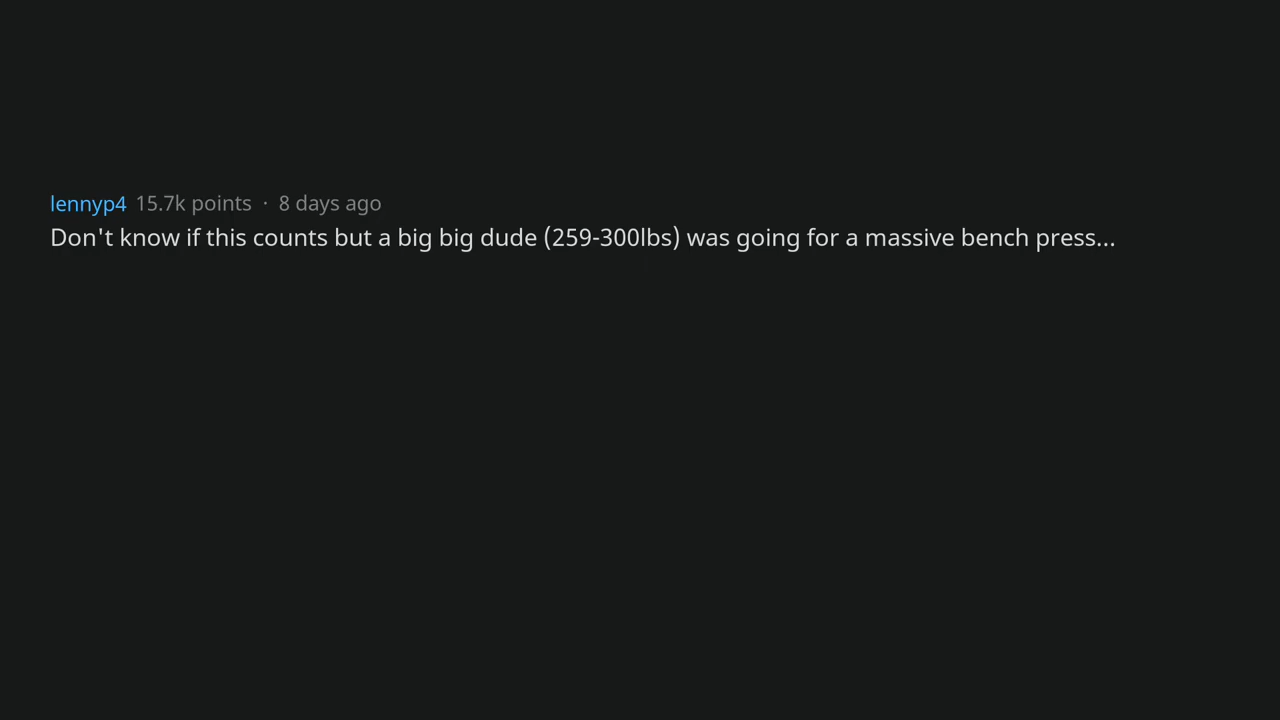 lennyp4 15.7k points · 8 days ago
Don't know if this counts but a big big dude (259-300lbs) was going for a massive bench press...